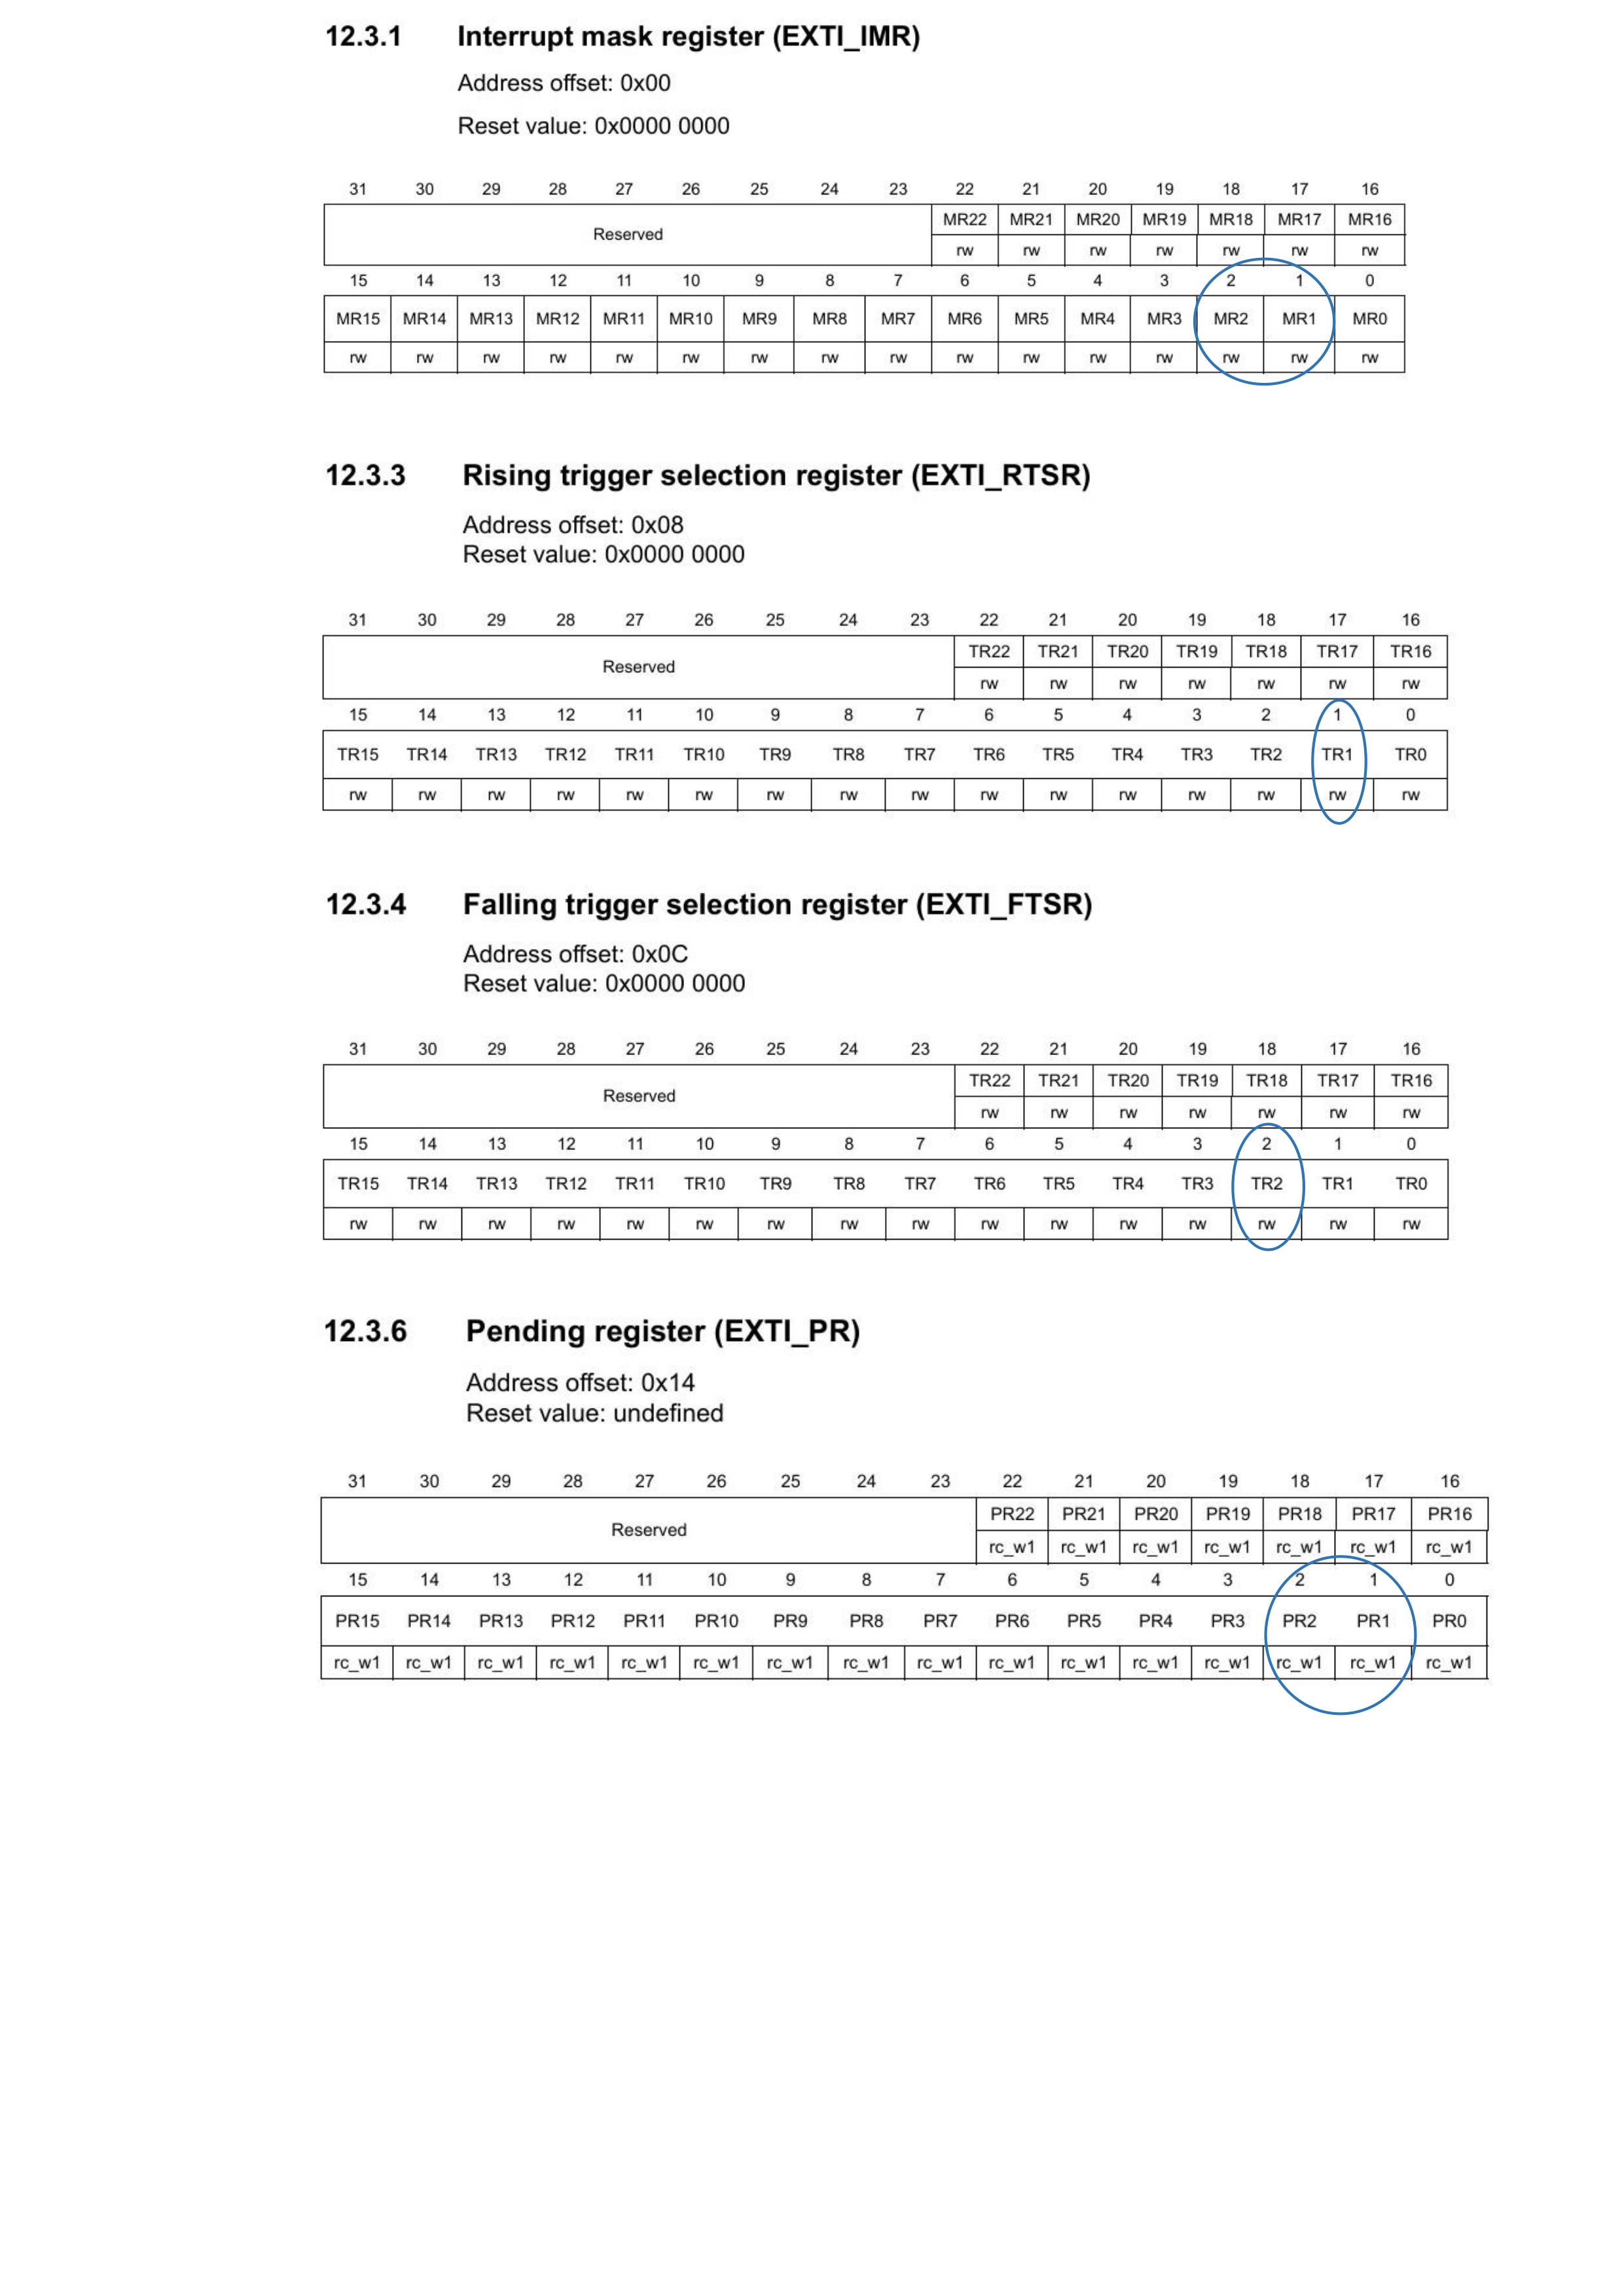 12.3.1 Interrupt mask register (EXTI_IMR)
Address offset: 0x00
Reset value: 0x0000 0000
31 30 29 28 27 26 25 24 23 22 21 20 19 18 17 16
Reserved MR22 MR21 MR20 MR19 MR18 MR17 MR16
rw rw rw rw rw rw rw
15 14 13 12 11 10 9 8 7 6 5 4 3 2 1 0
MR15 MR14 MR13 MR12 MR11 MR10 MR9 MR8 MR7 MR6 MR5 MR4 MR3 MR2 MR1 MR0
rw rw rw rw rw rw rw rw rw rw rw rw rw rw rw rw
12.3.3 Rising trigger selection register (EXTI_RTSR)
Address offset: 0x08
Reset value: 0x0000 0000
31 30 29 28 27 26 25 24 23 22 21 20 19 18 17 16
Reserved TR22 TR21 TR20 TR19 TR18 TR17 TR16
rw rw rw rw rw rw rw
15 14 13 12 11 10 9 8 7 6 5 4 3 2 1 0
TR15 TR14 TR13 TR12 TR11 TR10 TR9 TR8 TR7 TR6 TR5 TR4 TR3 TR2 TR1 TR0
rw rw rw rw rw rw rw rw rw rw rw rw rw rw rw rw
12.3.4 Falling trigger selection register (EXTI_FTSR)
Address offset: 0x0C
Reset value: 0x0000 0000
31 30 29 28 27 26 25 24 23 22 21 20 19 18 17 16
Reserved TR22 TR21 TR20 TR19 TR18 TR17 TR16
rw rw rw rw rw rw rw
15 14 13 12 11 10 9 8 7 6 5 4 3 2 1 0
TR15 TR14 TR13 TR12 TR11 TR10 TR9 TR8 TR7 TR6 TR5 TR4 TR3 TR2 TR1 TR0
rw rw rw rw rw rw rw rw rw rw rw rw rw rw rw rw
12.3.6 Pending register (EXTI_PR)
Address offset: 0x14
Reset value: undefined
31 30 29 28 27 26 25 24 23 22 21 20 19 18 17 16
Reserved PR22 PR21 PR20 PR19 PR18 PR17 PR16
rc_w1 rc_w1 rc_w1 rc_w1 rc_w1 rc_w1 rc_w1
15 14 13 12 11 10 9 8 7 6 5 4 3 2 1 0
PR15 PR14 PR13 PR12 PR11 PR10 PR9 PR8 PR7 PR6 PR5 PR4 PR3 PR2 PR1 PR0
rc_w1 rc_w1 rc_w1 rc_w1 rc_w1 rc_w1 rc_w1 rc_w1 rc_w1 rc_w1 rc_w1 rc_w1 rc_w1 rc_w1 rc_w1 rc_w1